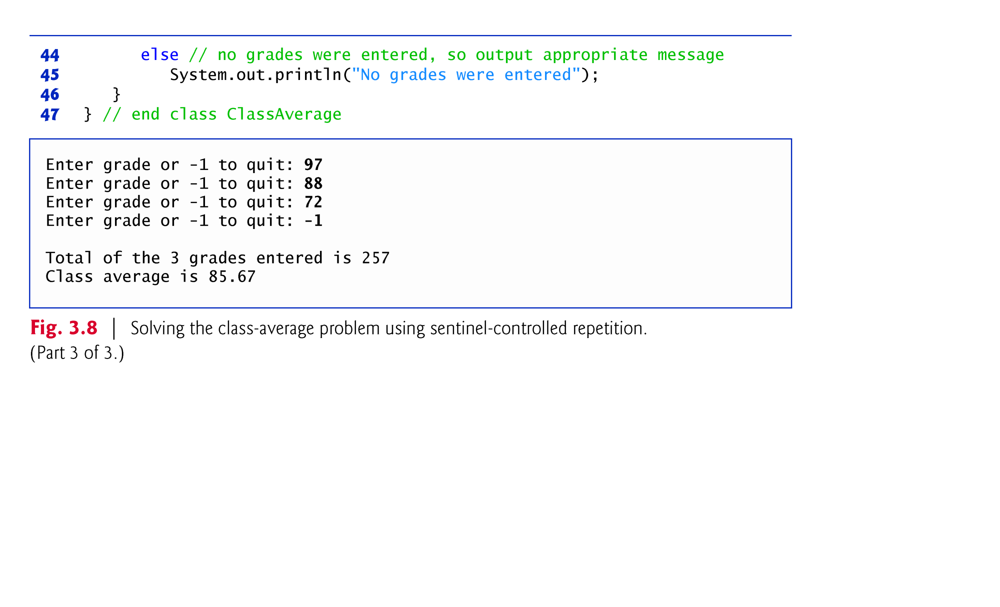 44 else // no grades were entered, so output appropriate message
45 System.out.println("No grades were entered");
46 }
47 } // end class ClassAverage
Enter grade or -1 to quit: 97
Enter grade or -1 to quit: 88
Enter grade or -1 to quit: 72
Enter grade or -1 to quit: -1
Total of the 3 grades entered is 257
Class average is 85.67
Fig. 3.8 | Solving the class-average problem using sentinel-controlled repetition.
(Part 3 of 3.)